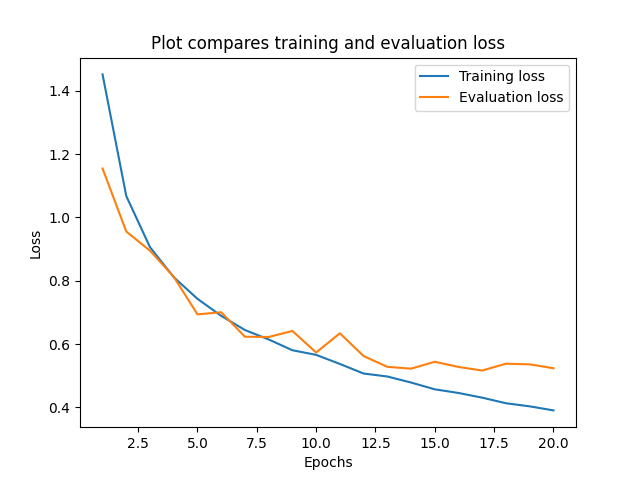 Plot compares training and evaluation loss
Training loss
Evaluation loss
1.4
1.2
1.0
0.8
0.6
0.4
Loss
2.5 5.0 7.5 10.0 12.5 15.0 17.5 20.0
Epochs